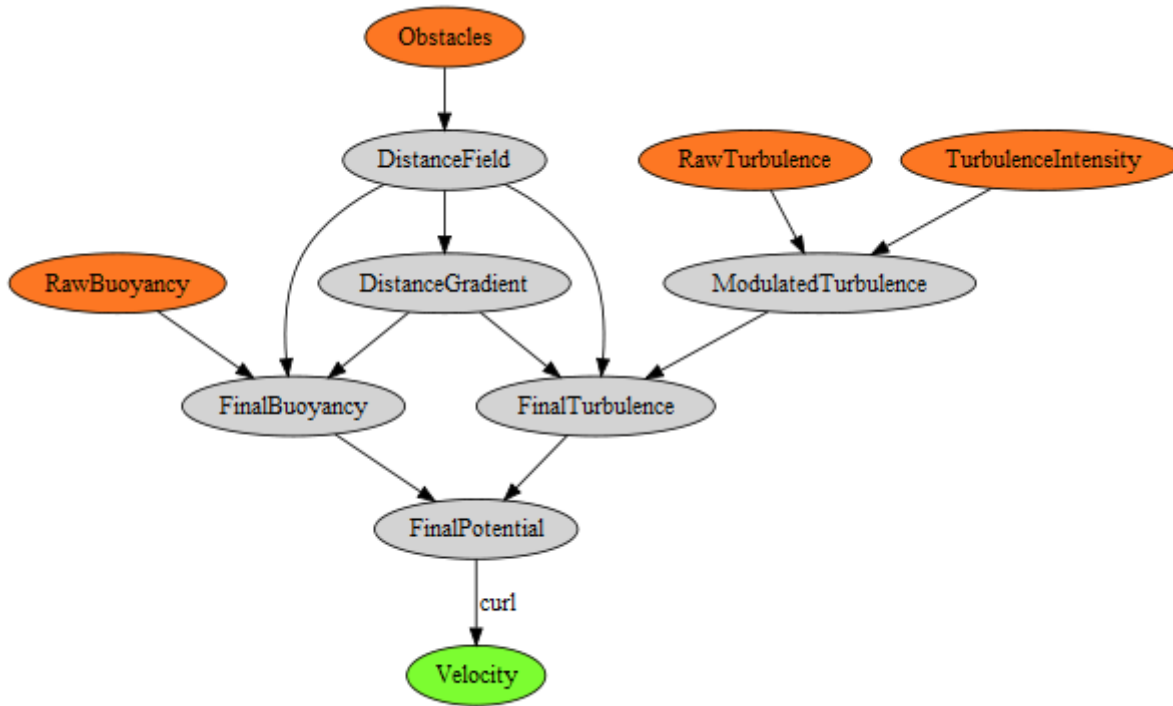 Obstacles
DistanceField
RawTurbulence
TurbulenceIntensity
RawBuoyancy
DistanceGradient
ModulatedTurbulence
FinalBuoyancy
FinalTurbulence
FinalPotential
curl
Velocity